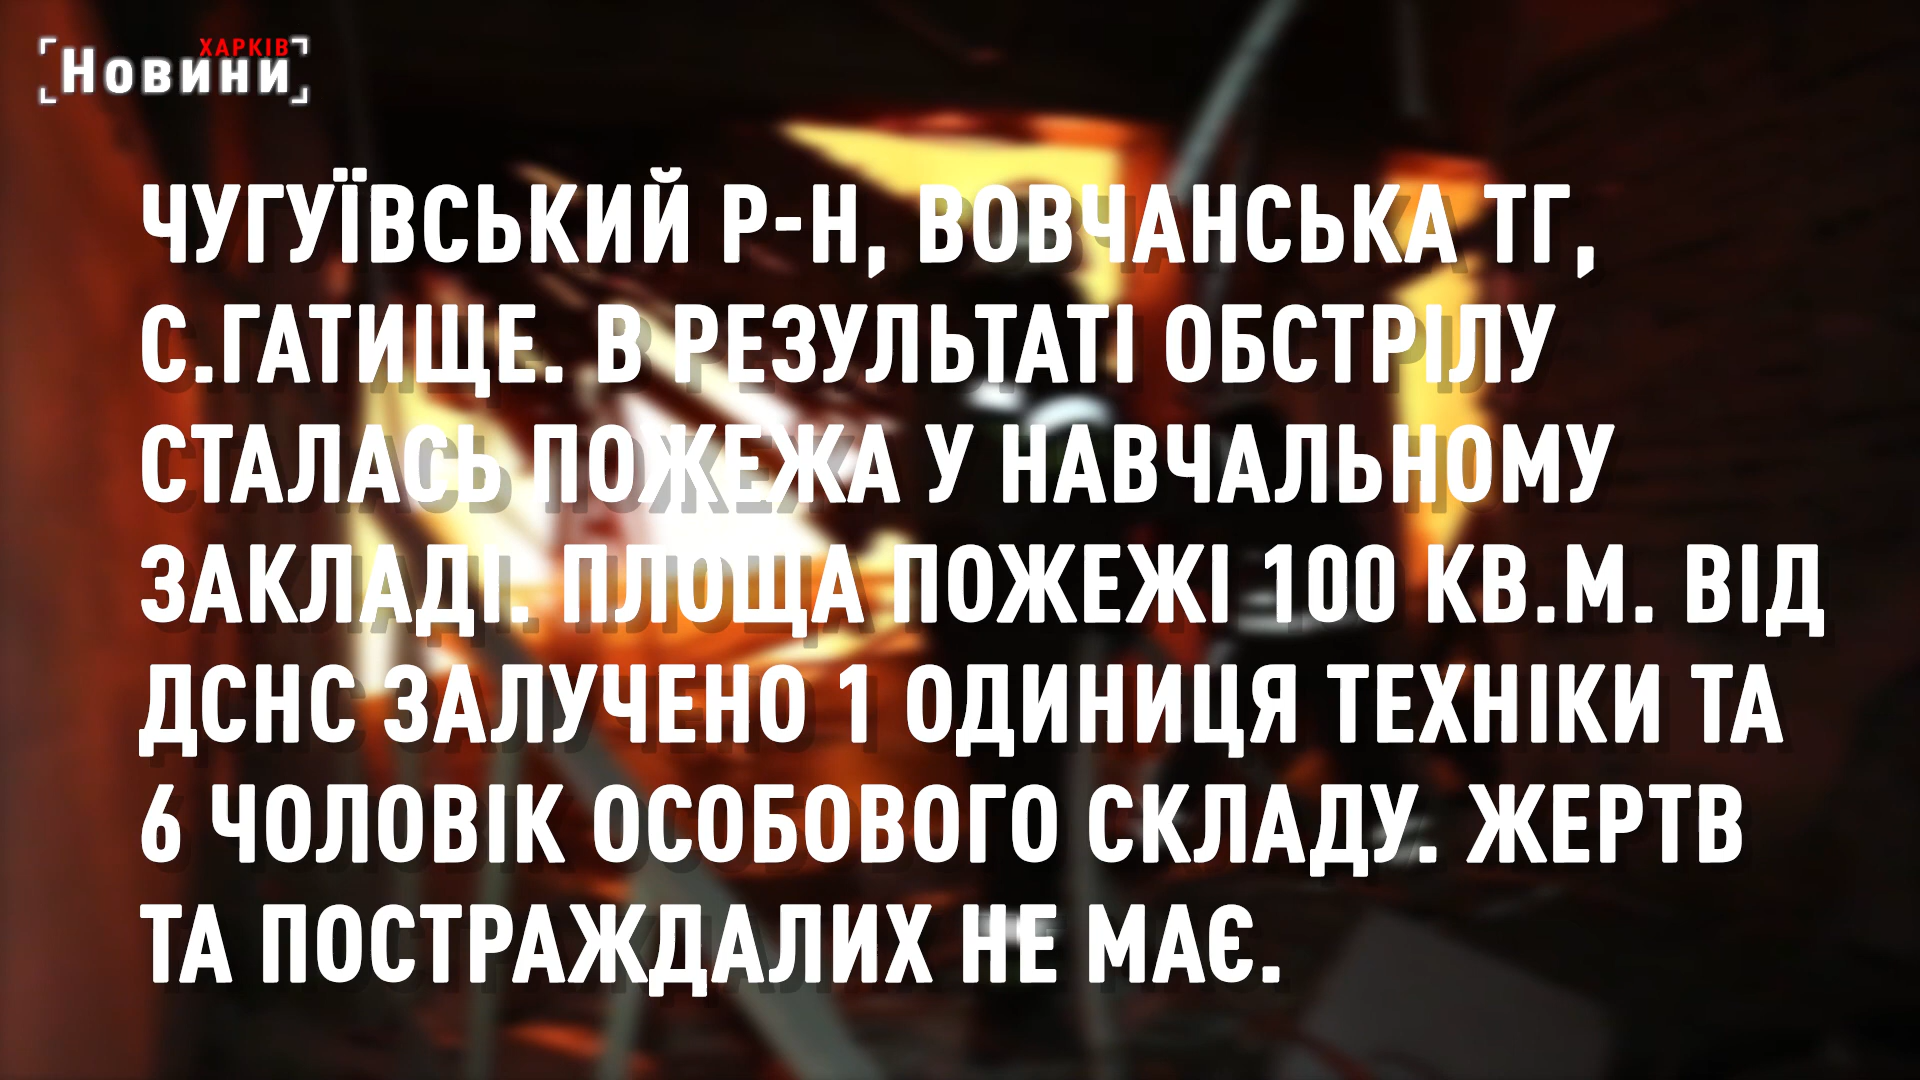 ХАРКІВ
Новини
ЧУГУЇВСЬКИЙ Р-Н, ВОВЧАНСЬКА ТГ,
С.ГАТИЩЕ. В РЕЗУЛЬТАТІ ОБСТРІЛУ
СТАЛАСЬ ПОЖЕЖА У НАВЧАЛЬНОМУ
ЗАКЛАДІ. ПЛОЩА ПОЖЕЖІ 100 КВ.М. ВІД
ДСНС ЗАЛУЧЕНО 1 ОДИНИЦЯ ТЕХНІКИ ТА
6 ЧОЛОВІК ОСОБОВОГО СКЛАДУ. ЖЕРТВ
ТА ПОСТРАЖДАЛИХ НЕ МАЄ.